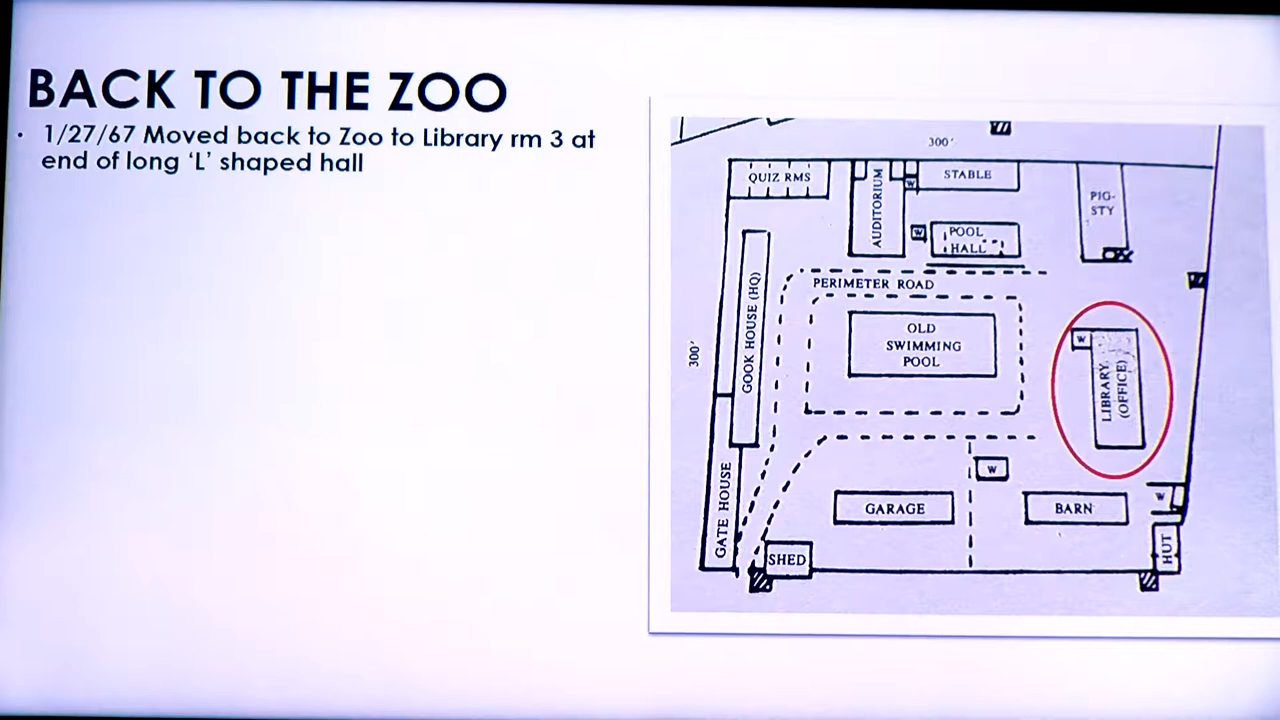 BACK TO THE ZOO
· 1/27/67 Moved back to Zoo to Library rm 3 at
end of long ‘L’ shaped hall
300'
QUIZ RMS
AUDITORIUM
W
STABLE
PIG-
STY
W
POOL
HALL
GOOK HOUSE (HQ)
PERIMETER ROAD
300'
OLD
SWIMMING
POOL
W
LIBRARY
(OFFICE)
W
GATE HOUSE
GARAGE
BARN
W
SHED
HUT